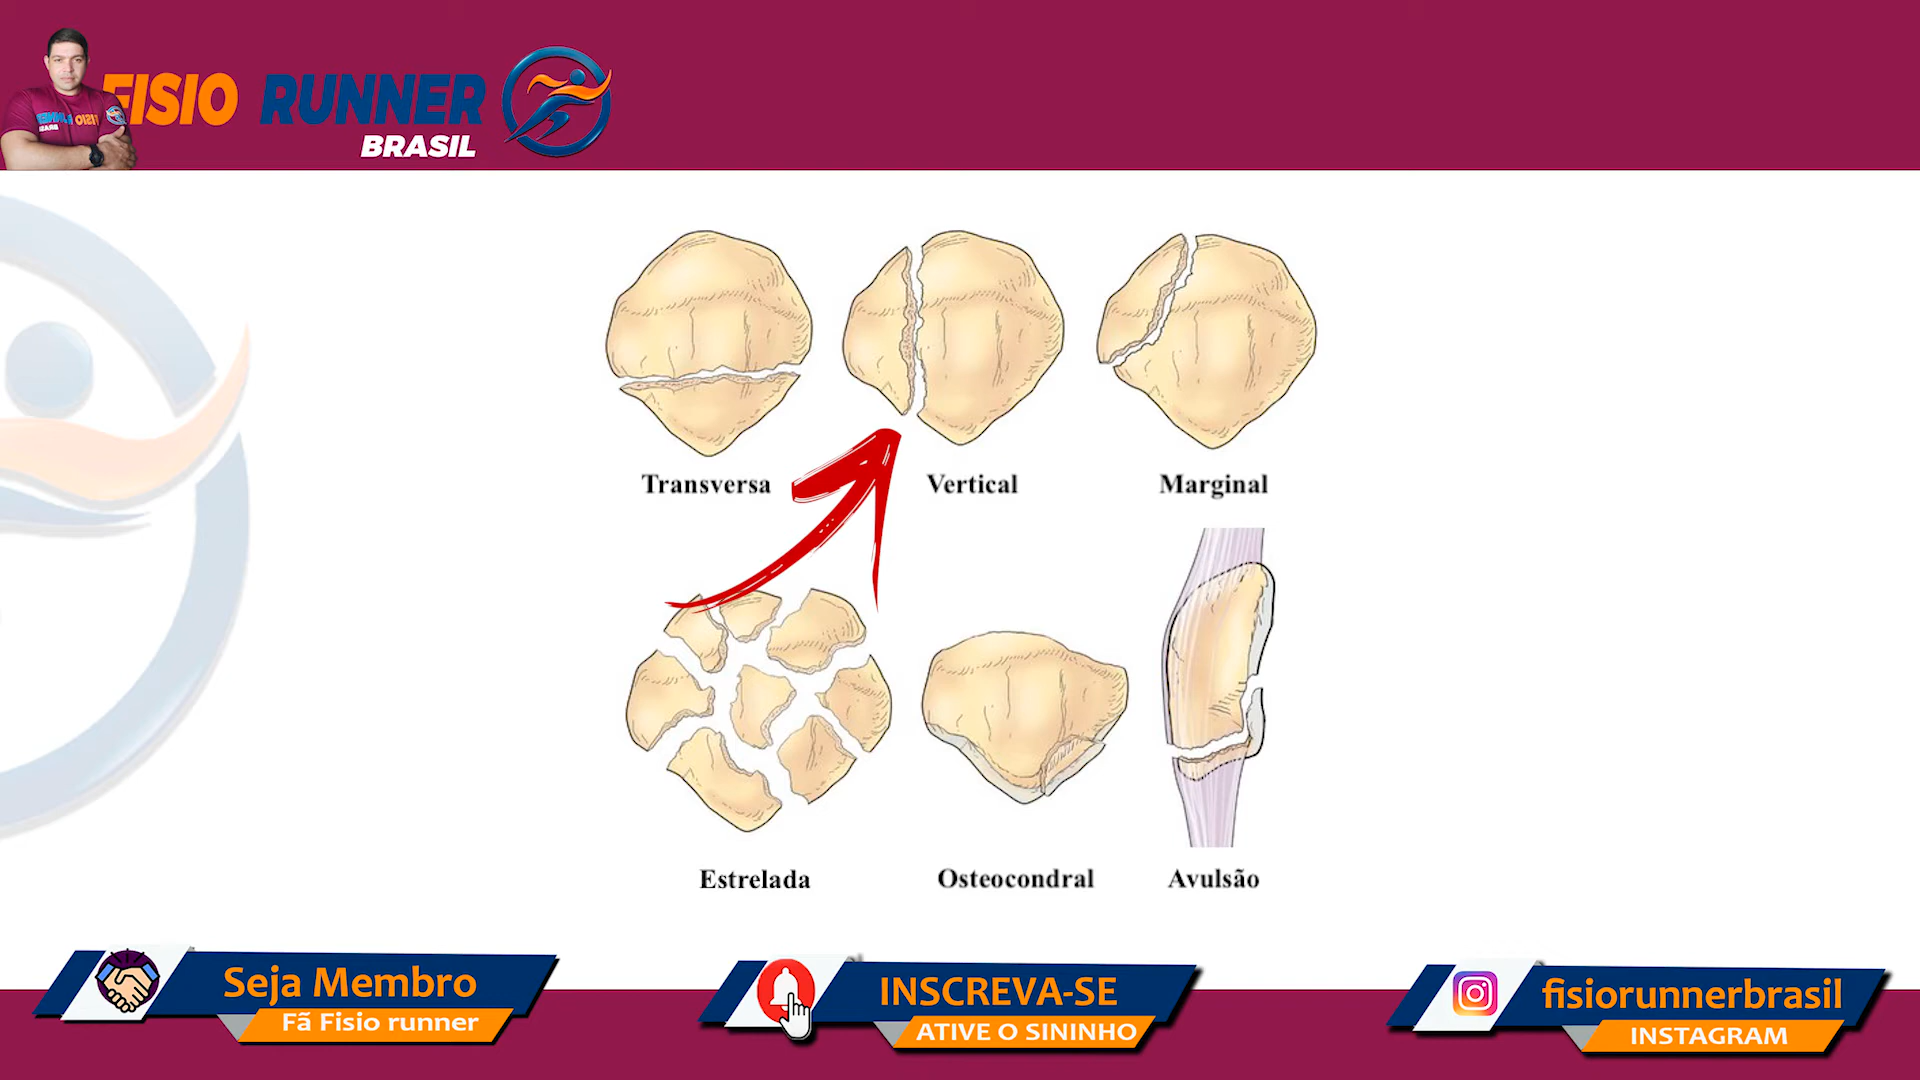 FISIO RUNNER
BRASIL
Transversa
Vertical
Marginal
Estrelada
Osteocondral
Avulsão
Seja Membro
Fã Fisio runner
INSCREVA-SE
ATIVE O SININHO
fisiorunnerbrasil
INSTAGRAM